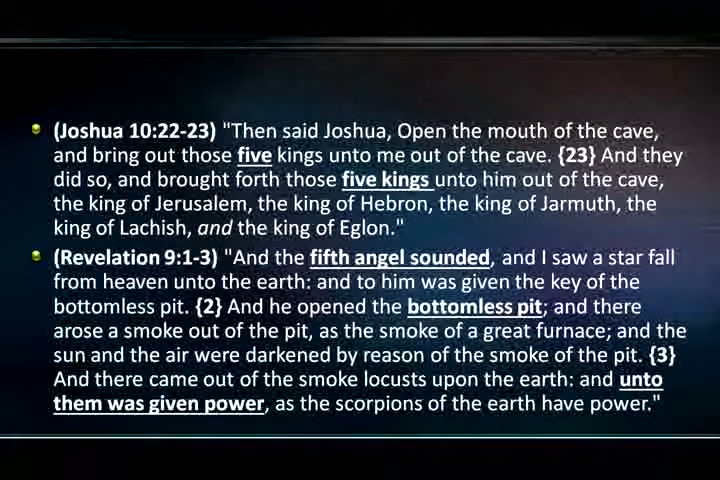 (Joshua 10:22-23) "Then said Joshua, Open the mouth of the cave,
and bring out those five kings unto me out of the cave. {23} And they
did so, and brought forth those five kings unto him out of the cave,
the king of Jerusalem, the king of Hebron, the king of Jarmuth, the
king of Lachish, and the king of Eglon."
(Revelation 9:1-3) "And the fifth angel sounded, and I saw a star fall
from heaven unto the earth: and to him was given the key of the
bottomless pit. {2} And he opened the bottomless pit; and there
arose a smoke out of the pit, as the smoke of a great furnace; and the
sun and the air were darkened by reason of the smoke of the pit. {3}
And there came out of the smoke locusts upon the earth: and unto
them was given power, as the scorpions of the earth have power."